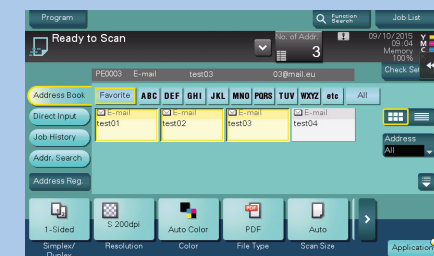 Program
Function Search
Job List
Ready to Scan
No. of Addr.
3
09/10/2015
09:04
Memory
100%
Y
M
C
PE0003 E-mail test03 03@mail.eu
Check Set
Address Book
Favorite ABC DEF GHI JKL MNO PQRS TUV WXYZ etc All
Direct Input
E-mail
test01
E-mail
test02
E-mail
test03
E-mail
test04
Job History
Addr. Search
Address
All
Address Reg.
1-Sided
S 200dpi
Auto Color
PDF
Auto
Simplex/
Duplex
Resolution
Color
File Type
Scan Size
Application